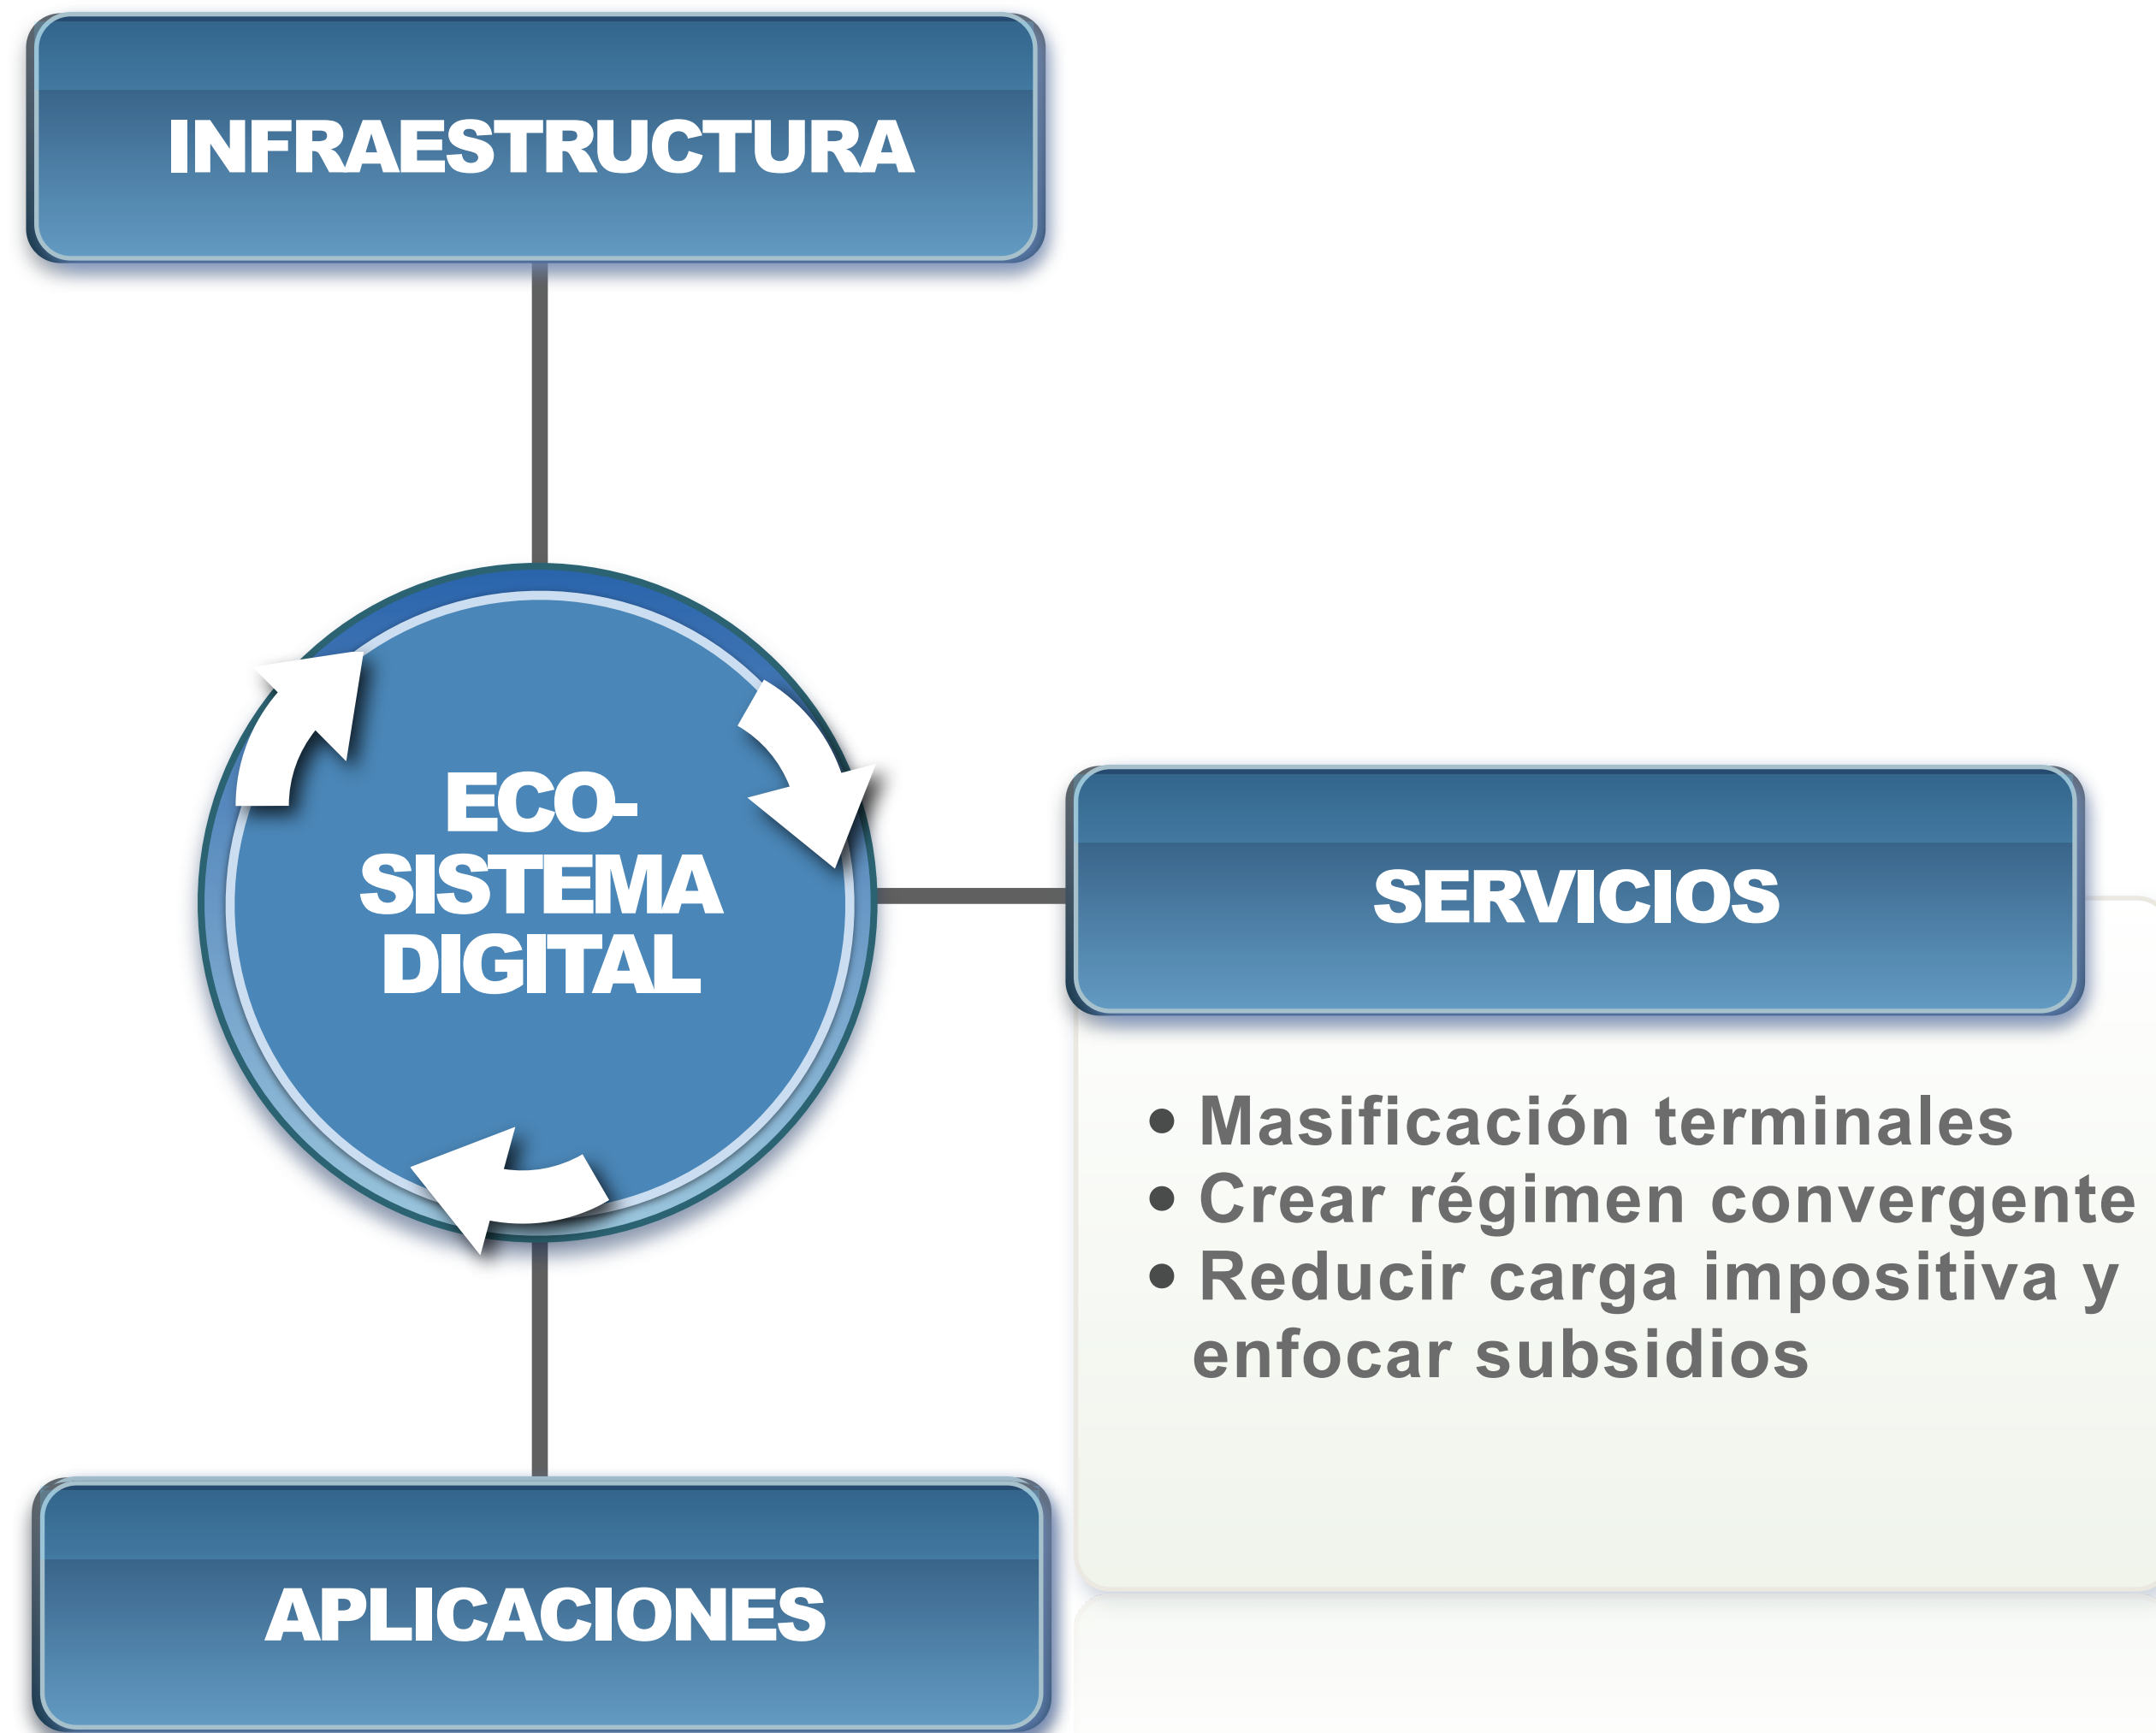 INFRAESTRUCTURA
ECO-
SISTEMA
DIGITAL
SERVICIOS
• Masificación terminales
• Crear régimen convergente
• Reducir carga impositiva y
enfocar subsidios
APLICACIONES